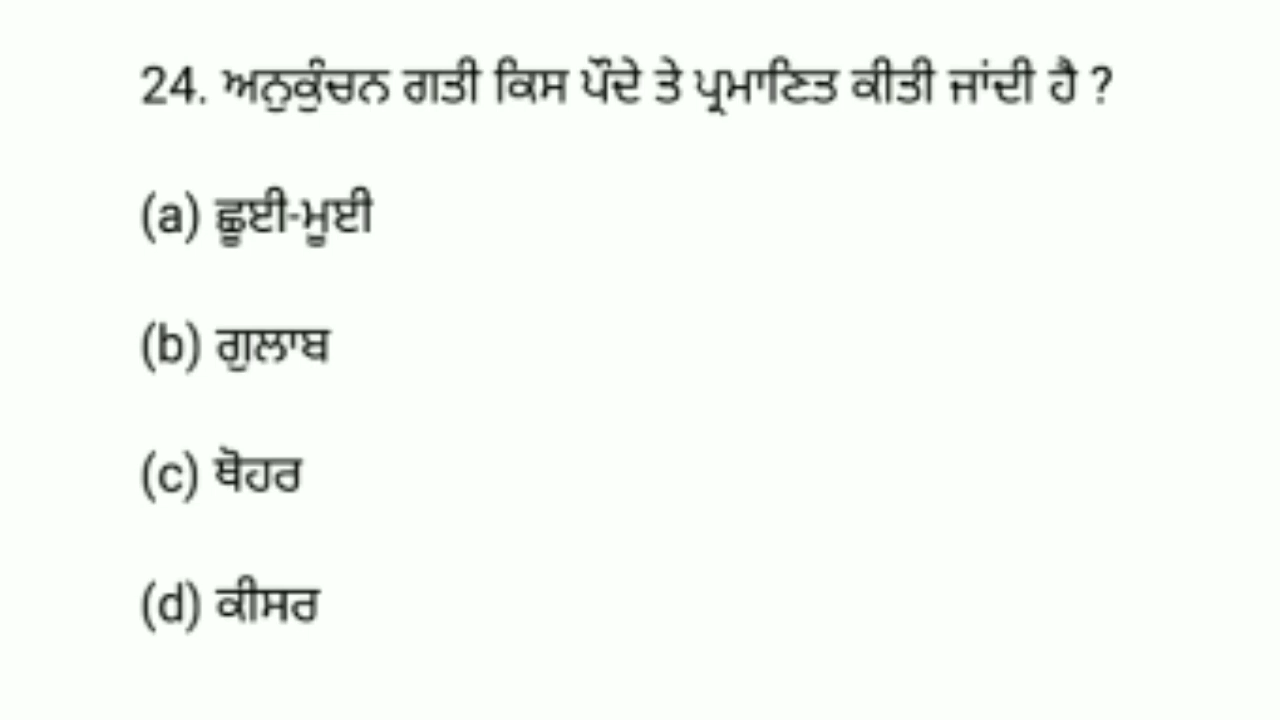 24. ਅਨੁਕੁੰਚਨ ਗਤੀ ਕਿਸ ਪੌਦੇ ਤੇ ਪ੍ਰਮਾਣਿਤ ਕੀਤੀ ਜਾਂਦੀ ਹੈ ?
(a) ਛੂਈ-ਮੂਈ
(b) ਗੁਲਾਬ
(c) ਥੋਹਰ
(d) ਕੀਸਰ